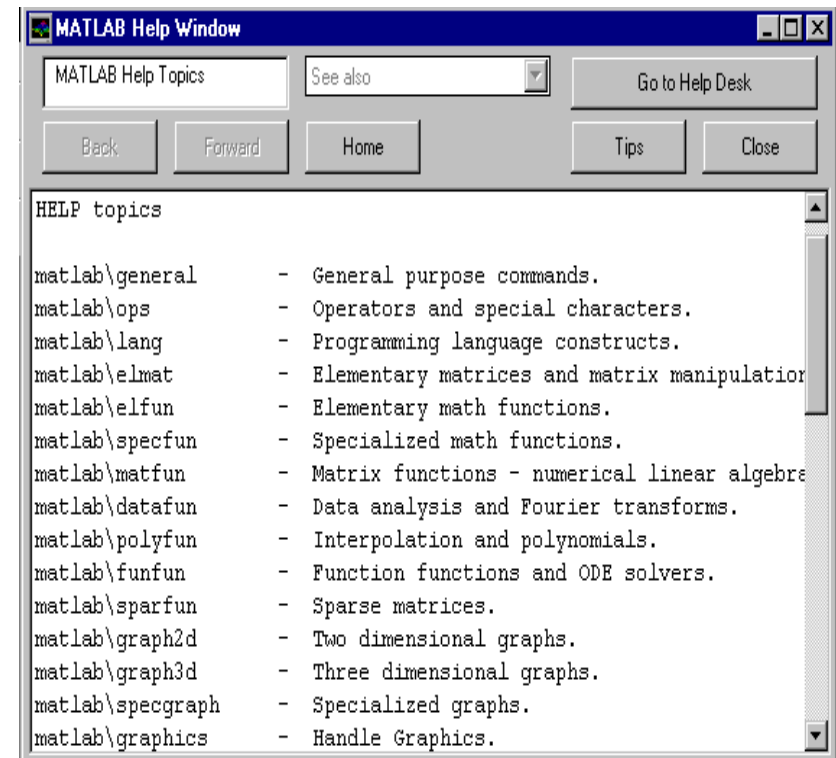 MATLAB Help Window
MATLAB Help Topics
See also
Go to Help Desk
Back
Forward
Home
Tips
Close
HELP topics
matlab\general - General purpose commands.
matlab\ops - Operators and special characters.
matlab\lang - Programming language constructs.
matlab\elmat - Elementary matrices and matrix manipulation
matlab\elfun - Elementary math functions.
matlab\specfun - Specialized math functions.
matlab\matfun - Matrix functions - numerical linear algebra
matlab\datafun - Data analysis and Fourier transforms.
matlab\polyfun - Interpolation and polynomials.
matlab\funfun - Function functions and ODE solvers.
matlab\sparfun - Sparse matrices.
matlab\graph2d - Two dimensional graphs.
matlab\graph3d - Three dimensional graphs.
matlab\specgraph - Specialized graphs.
matlab\graphics - Handle Graphics.